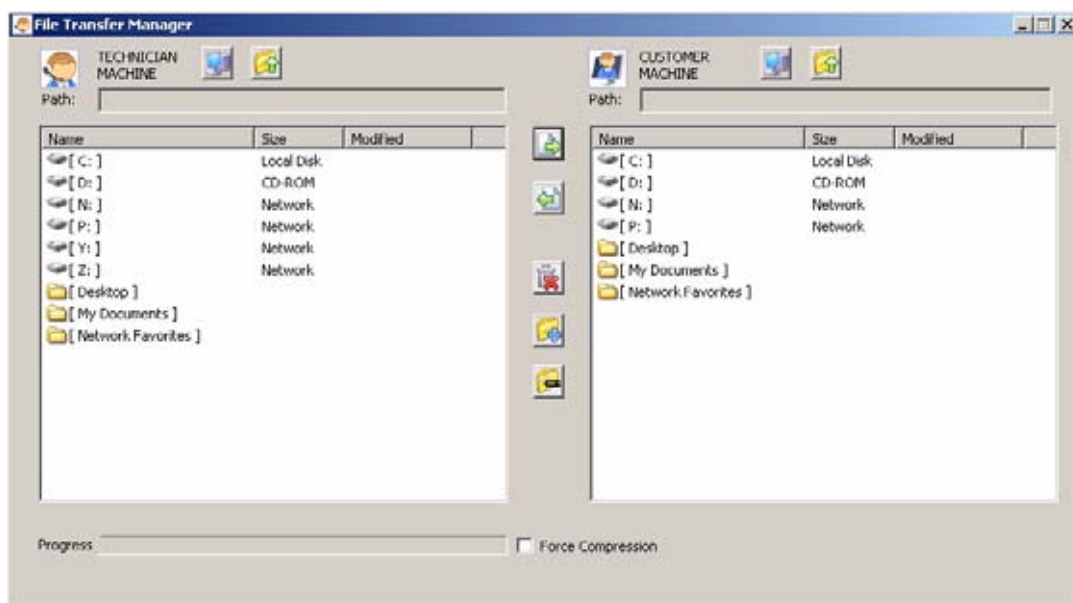 File Transfer Manager
TECHNICIAN
MACHINE
Path:
Name Size Modified
[ C: ] Local Disk
[ D: ] CD-ROM
[ N: ] Network
[ P: ] Network
[ Y: ] Network
[ Z: ] Network
[ Desktop ]
[ My Documents ]
[ Network Favorites ]
CUSTOMER
MACHINE
Path:
Name Size Modified
[ C: ] Local Disk
[ D: ] CD-ROM
[ N: ] Network
[ P: ] Network
[ Desktop ]
[ My Documents ]
[ Network Favorites ]
Progress
Force Compression